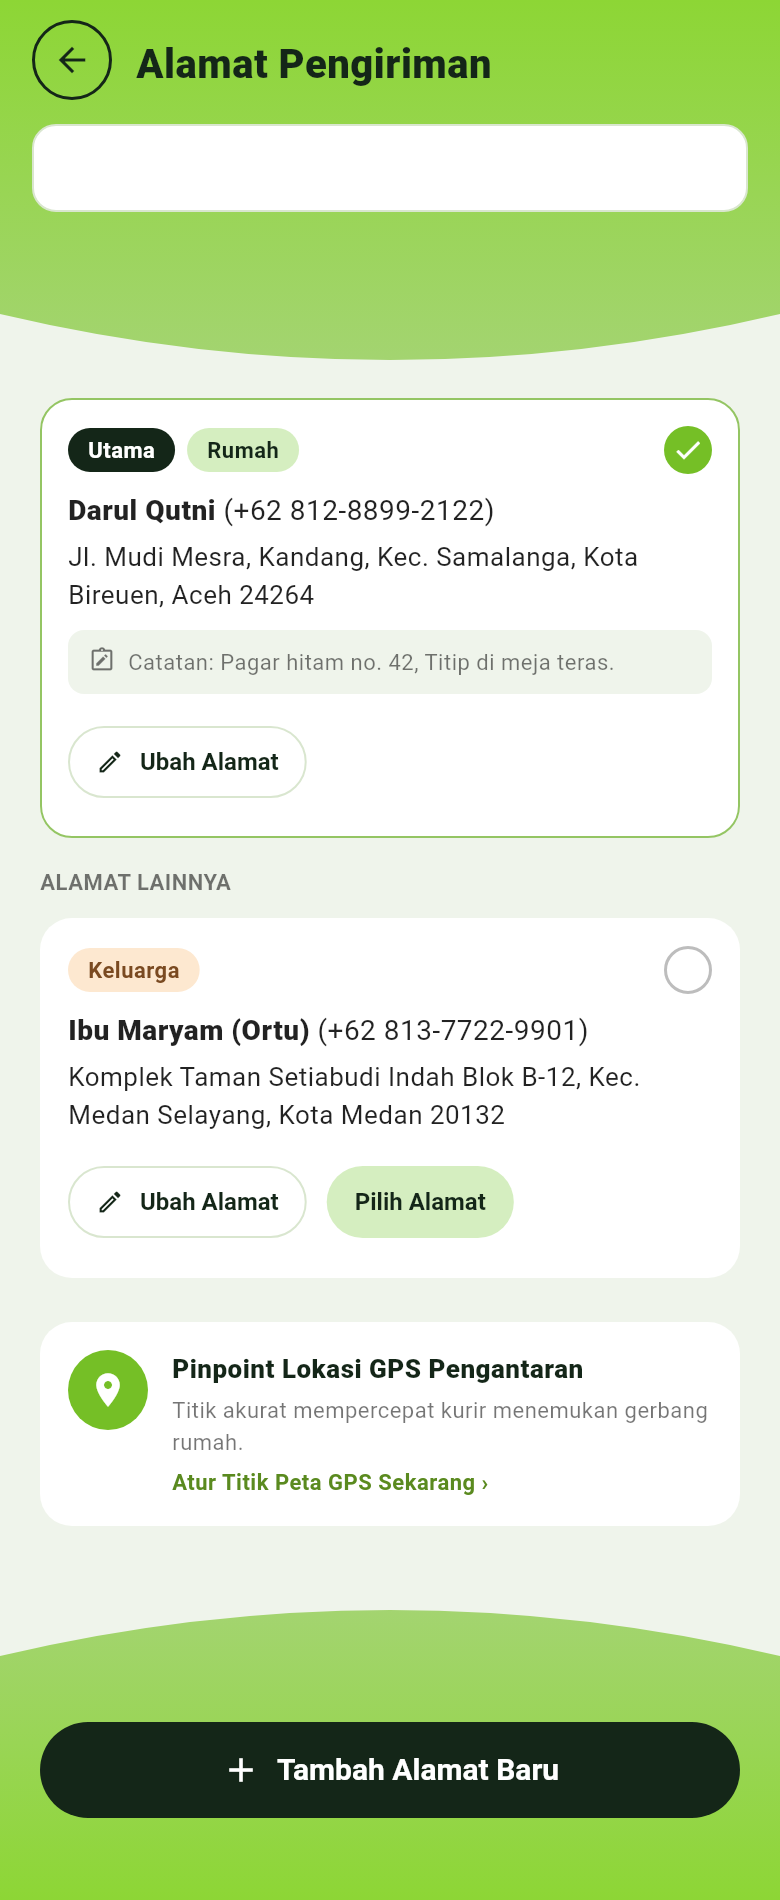 Alamat Pengiriman
Utama
Rumah
Darul Qutni (+62 812-8899-2122)
Jl. Mudi Mesra, Kandang, Kec. Samalanga, Kota
Bireuen, Aceh 24264
Catatan: Pagar hitam no. 42, Titip di meja teras.
Ubah Alamat
ALAMAT LAINNYA
Keluarga
Ibu Maryam (Ortu) (+62 813-7722-9901)
Komplek Taman Setiabudi Indah Blok B-12, Kec.
Medan Selayang, Kota Medan 20132
Ubah Alamat
Pilih Alamat
Pinpoint Lokasi GPS Pengantaran
Titik akurat mempercepat kurir menemukan gerbang
rumah.
Atur Titik Peta GPS Sekarang ›
Tambah Alamat Baru